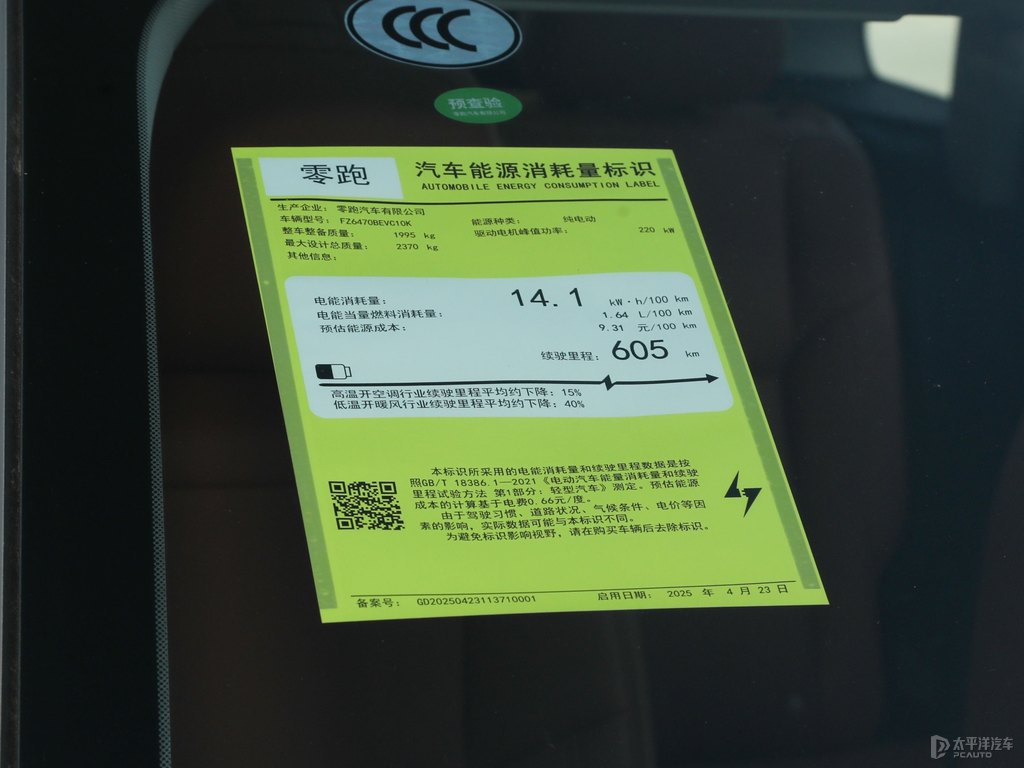 CCC
预查验
零跑汽车有限公司
零跑
汽车能源消耗量标识
AUTOMOBILE ENERGY CONSUMPTION LABEL
生产企业: 零跑汽车有限公司
车辆型号: FZ6470BEVC10K 能源种类: 纯电动
整车整备质量: 1995 kg 驱动电机峰值功率: 220 kW
最大设计总质量: 2370 kg
其他信息:
电能消耗量: 14.1 kW·h/100 km
电能当量燃料消耗量: 1.64 L/100 km
预估能源成本: 9.31 元/100 km
续驶里程: 605 km
高温开空调行业续驶里程平均约下降: 15%
低温开暖风行业续驶里程平均约下降: 40%
本标识所采用的电能消耗量和续驶里程数据是按
照GB/T 18386.1—2021《电动汽车能量消耗量和续驶
里程试验方法 第1部分: 轻型汽车》测定。预估能源
成本的计算基于电费0.66元/度。
由于驾驶习惯、道路状况、气候条件、电价等因
素的影响, 实际数据可能与本标识不同。
为避免标识影响视野, 请在购买车辆后去除标识。
备案号: GD20250423113710001 启用日期: 2025 年 4 月 23 日
太平洋汽车
PCAUTO